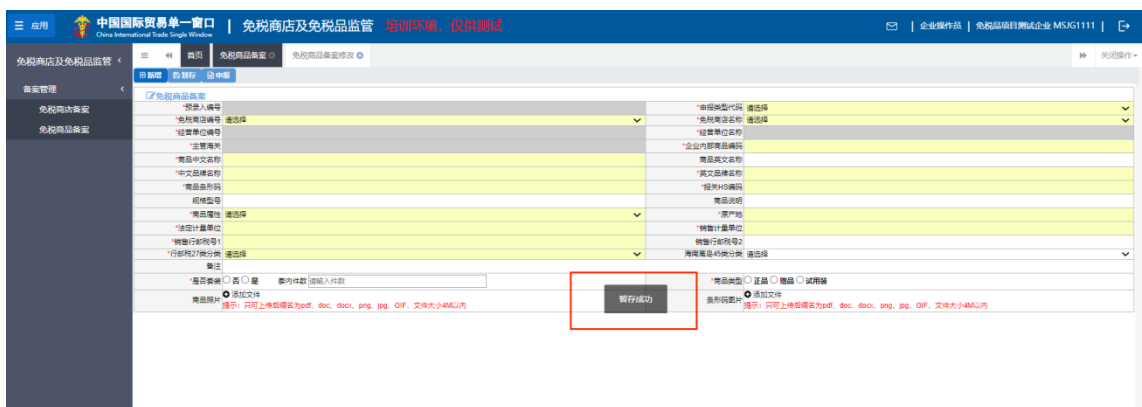 三 应用 中国国际贸易单一窗口 | 免税商店及免税品监管 培训环境，仅供测试 | 企业操作员 | 免税品项目测试企业 MSJG1111 |
China International Trade Single Window
免税商店及免税品监管 首页 免税商品备案 免税商品备案修改 关闭操作
新增 暂存 申报
备案管理
免税商店备案
免税商品备案
免税商品备案
*预录入编号 *申报类型代码 请选择
*免税商店编号 请选择 *免税商店名称 请选择
*经营单位编号 *经营单位名称
*主管海关 *企业内部商品编码
*商品中文名称 商品英文名称
*中文品牌名称 *英文品牌名称
*商品条形码 *报关HS编码
规格型号 商品说明
*商品属性 请选择 *原产地
*法定计量单位 *销售计量单位
*销售行邮税号1 销售行邮税号2
*行邮税27类分类 请选择 海南离岛45类分类 请选择
备注
*是否套装 否 是 套内件数 请输入件数 *商品类型 正品 赠品 试用装
商品照片 添加文件 条形码图片 添加文件
提示：只可上传后缀名为pdf、doc、docx、png、jpg、GIF，文件大小4M以内 提示：只可上传后缀名为pdf、doc、docx、png、jpg、GIF，文件大小4M以内
暂存成功